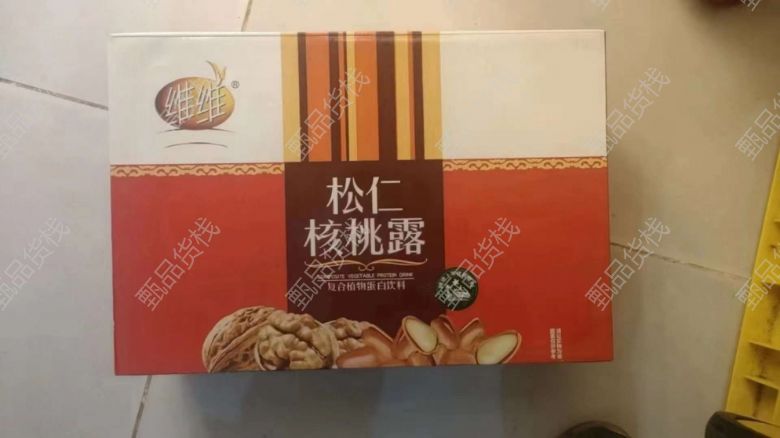 维维®
松仁
核桃露
COMPOSITE VEGETABLE PROTEIN DRINK
复合植物蛋白饮料
甄品货栈